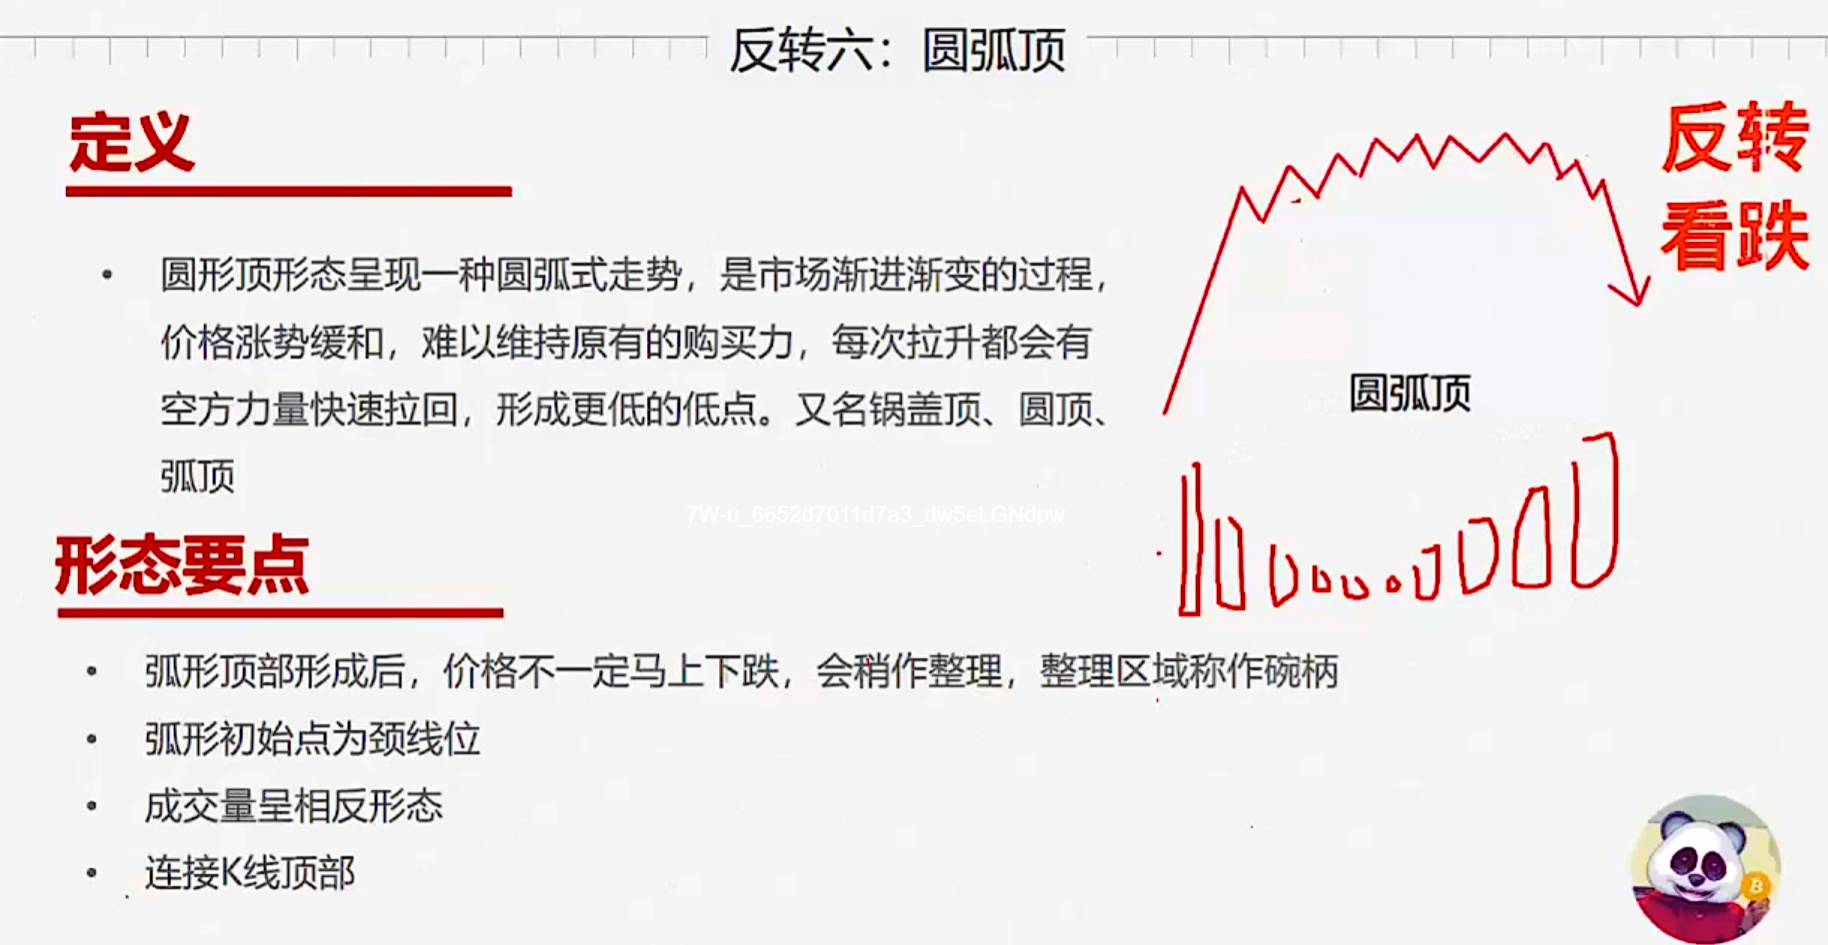 反转六：圆弧顶
定义
反转
看跌
• 圆形顶形态呈现一种圆弧式走势，是市场渐进渐变的过程，
价格涨势缓和，难以维持原有的购买力，每次拉升都会有
空方力量快速拉回，形成更低的低点。又名锅盖顶、圆顶、
弧顶
圆弧顶
7W-u_6652d7011d7a3_dw5eLGNdpw
形态要点
• 弧形顶部形成后，价格不一定马上下跌，会稍作整理，整理区域称作碗柄
• 弧形初始点为颈线位
• 成交量呈相反形态
• 连接K线顶部